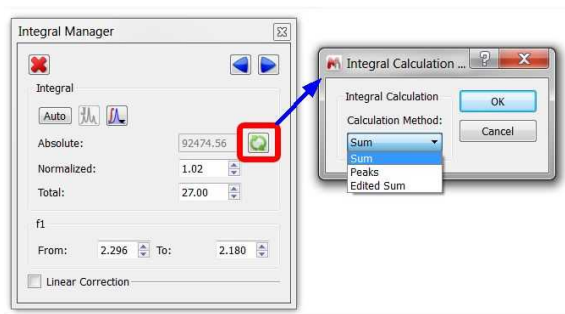 Integral Manager
Integral
Auto
Absolute: 92474.56
Normalized: 1.02
Total: 27.00
f1
From: 2.296 To: 2.180
Linear Correction
Integral Calculation ...
Integral Calculation
Calculation Method:
Sum
Sum
Peaks
Edited Sum
OK
Cancel